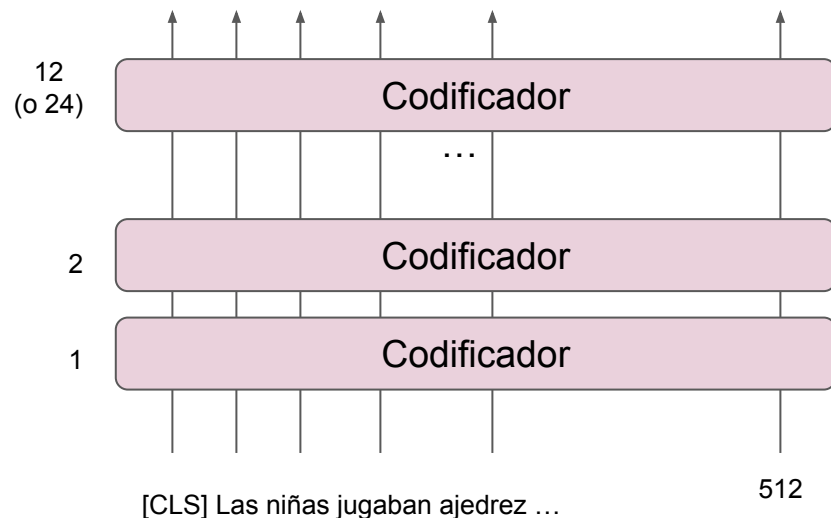 12
(o 24)
Codificador
…
2
Codificador
1
Codificador
512
[CLS] Las niñas jugaban ajedrez …